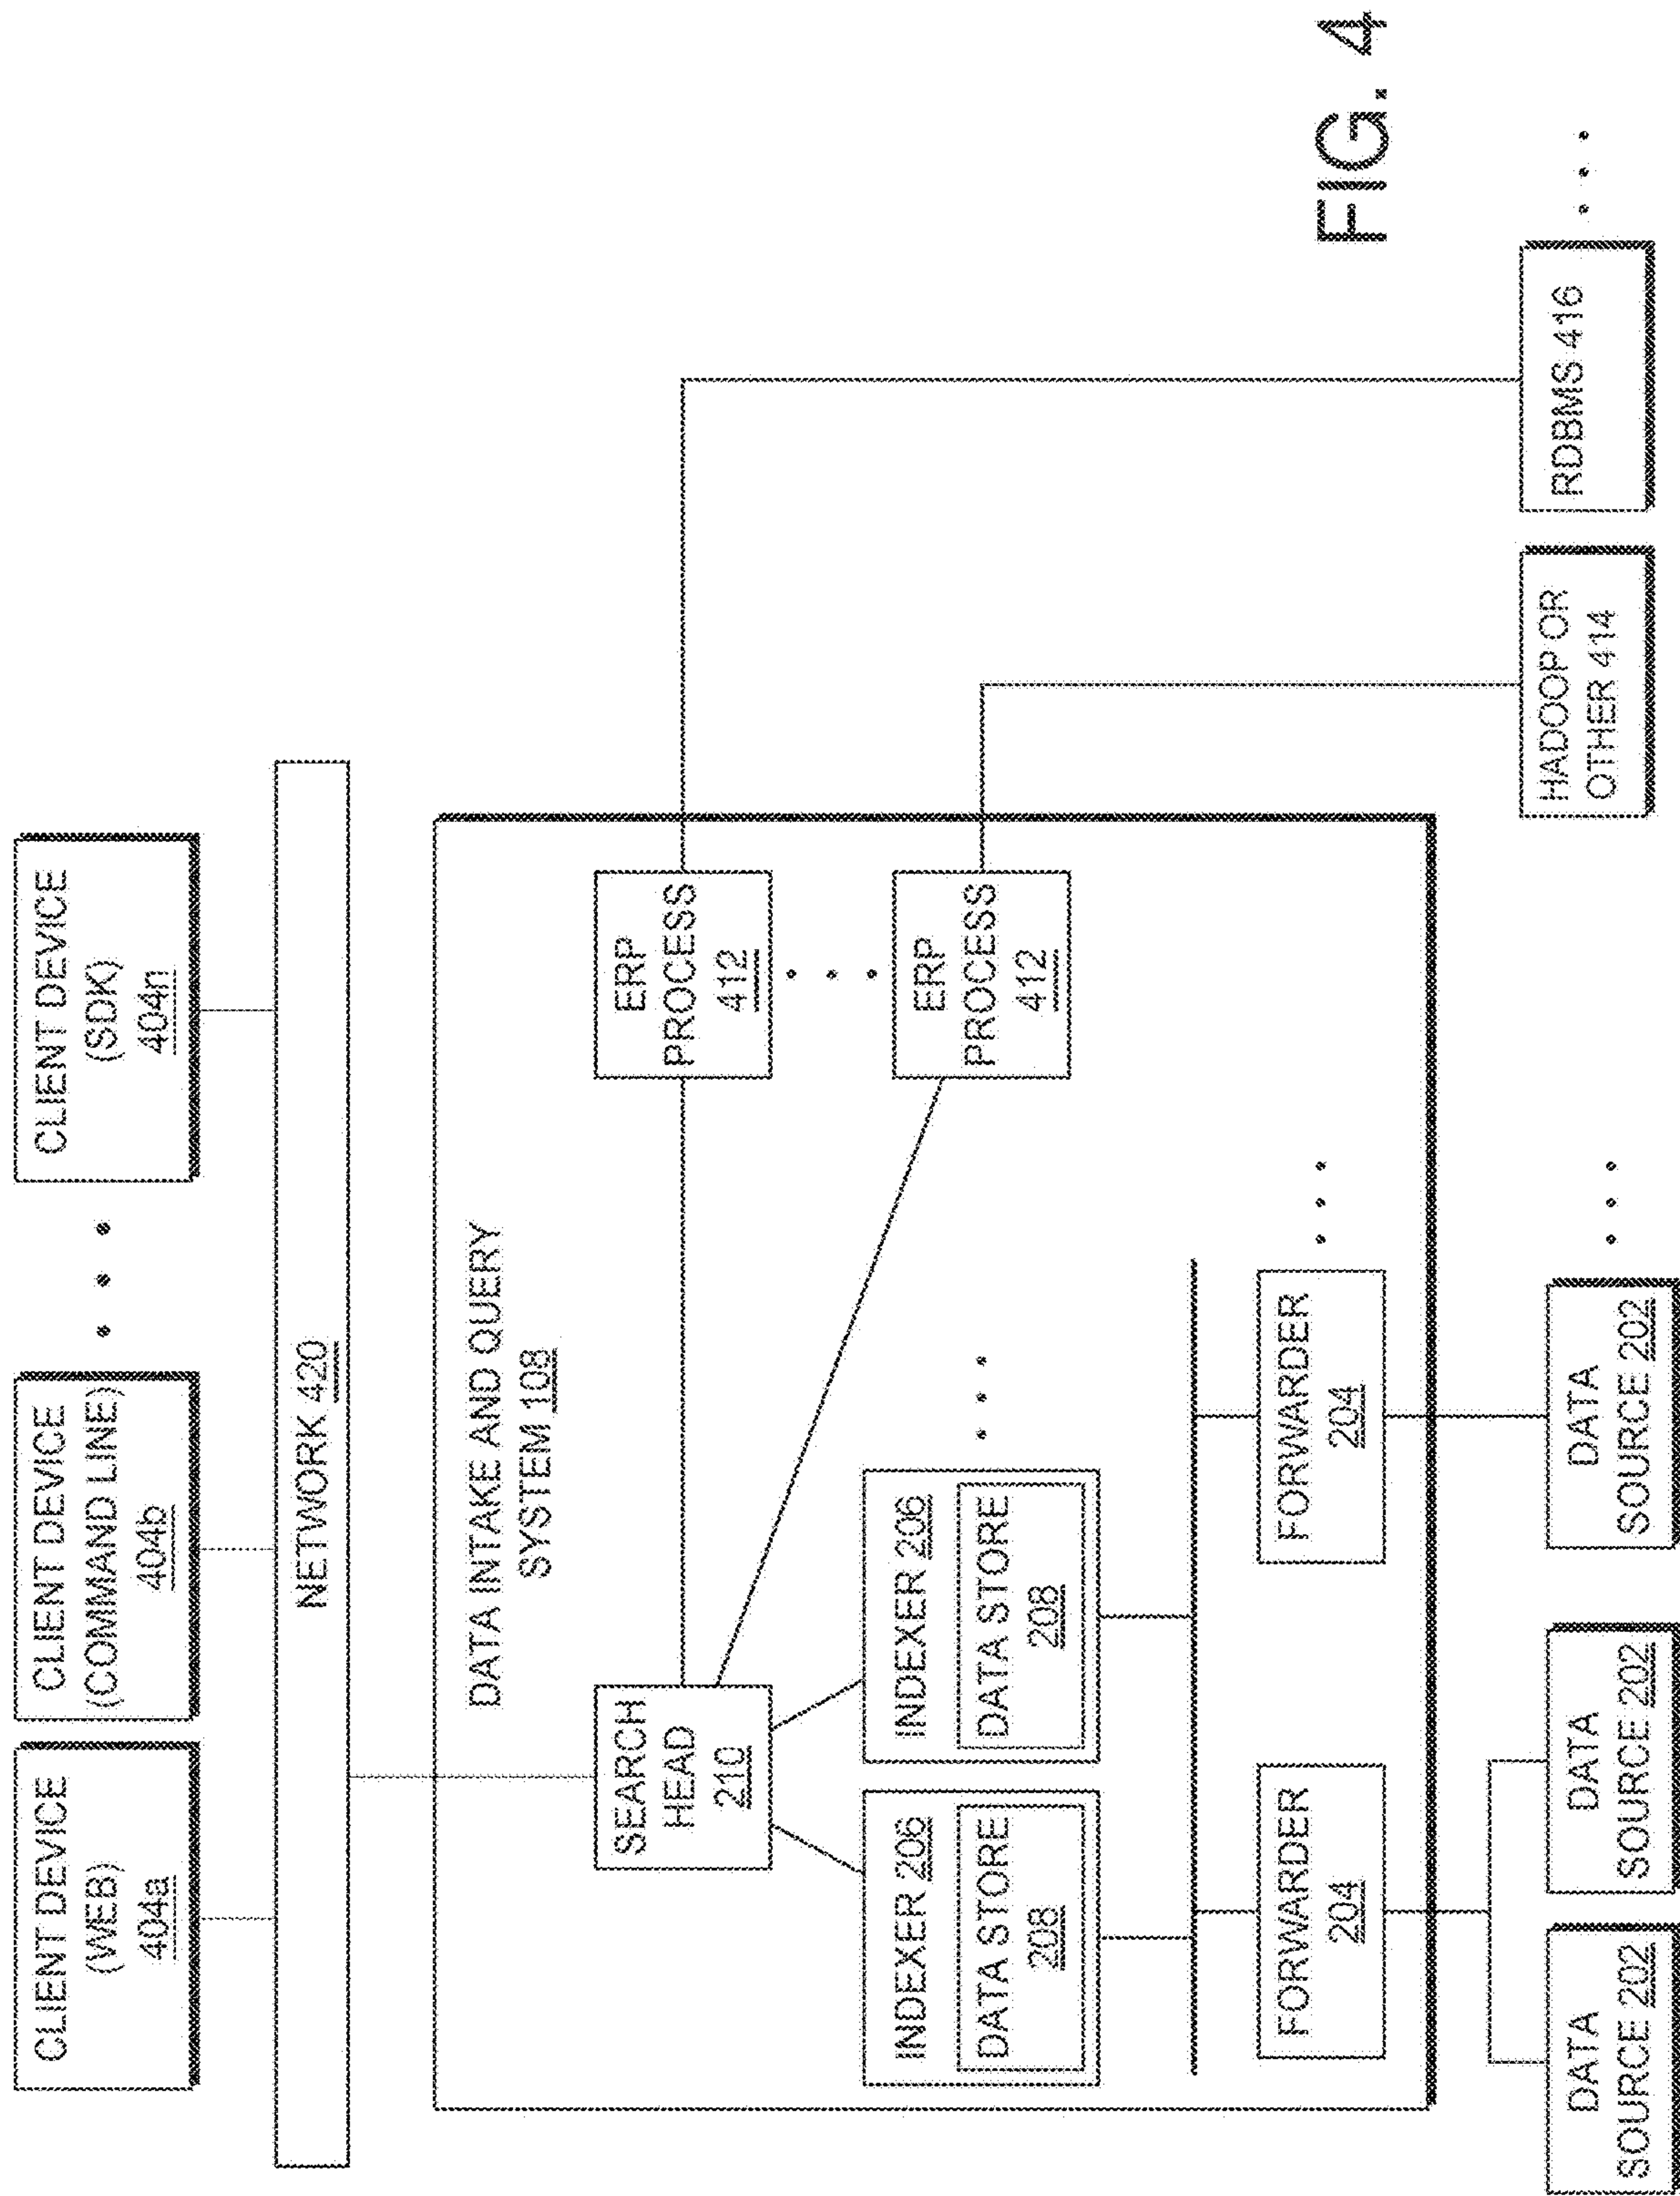 CLIENT DEVICE
(WEB)
404a
CLIENT DEVICE
(COMMAND LINE)
404b
CLIENT DEVICE
(SDK)
404n
NETWORK 420
DATA INTAKE AND QUERY
SYSTEM 108
SEARCH
HEAD
210
ERP
PROCESS
412
ERP
PROCESS
412
INDEXER 206
DATA STORE
208
INDEXER 206
DATA STORE
208
FORWARDER
204
FORWARDER
204
DATA
SOURCE 202
DATA
SOURCE 202
DATA
SOURCE 202
HADOOP OR
OTHER 414
RDBMS 416
FIG. 4